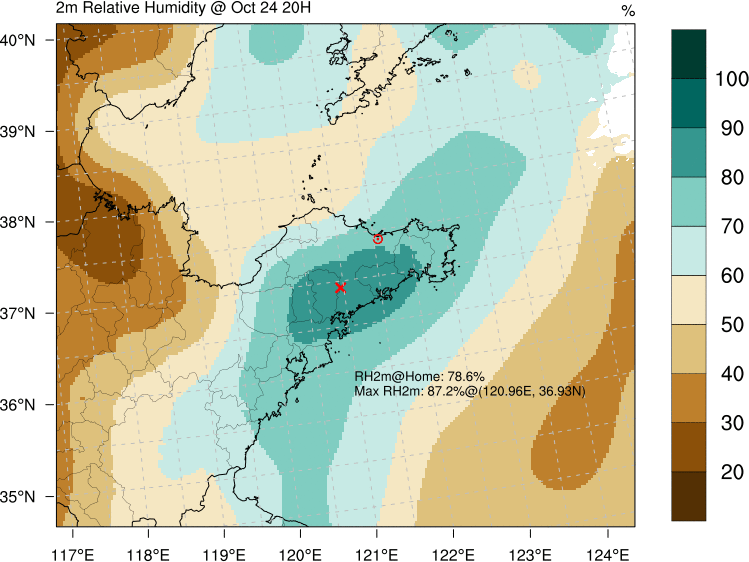 2m Relative Humidity @ Oct 24 20H
%
40°N
39°N
38°N
37°N
36°N
35°N
117°E 118°E 119°E 120°E 121°E 122°E 123°E 124°E
RH2m@Home: 78.6%
Max RH2m: 87.2%@(120.96E, 36.93N)
100
90
80
70
60
50
40
30
20